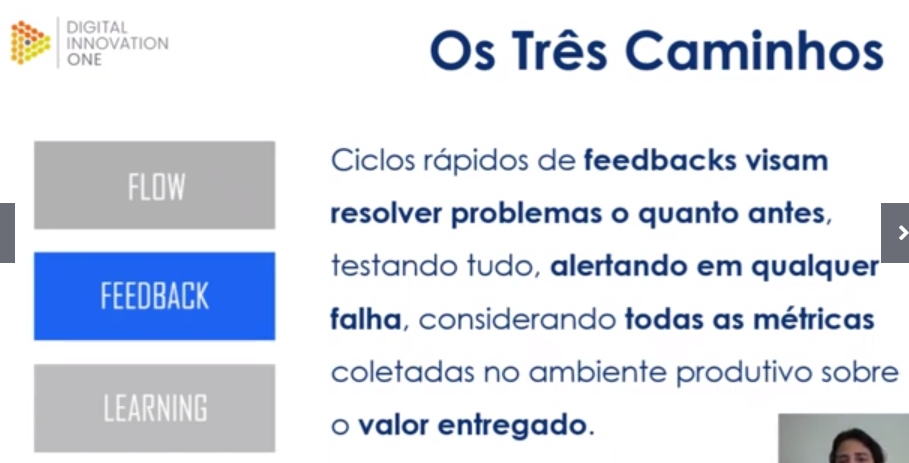 DIGITAL
INNOVATION
ONE
Os Três Caminhos
FLOW
FEEDBACK
LEARNING
Ciclos rápidos de feedbacks visam
resolver problemas o quanto antes,
testando tudo, alertando em qualquer
falha, considerando todas as métricas
coletadas no ambiente produtivo sobre
o valor entregado.